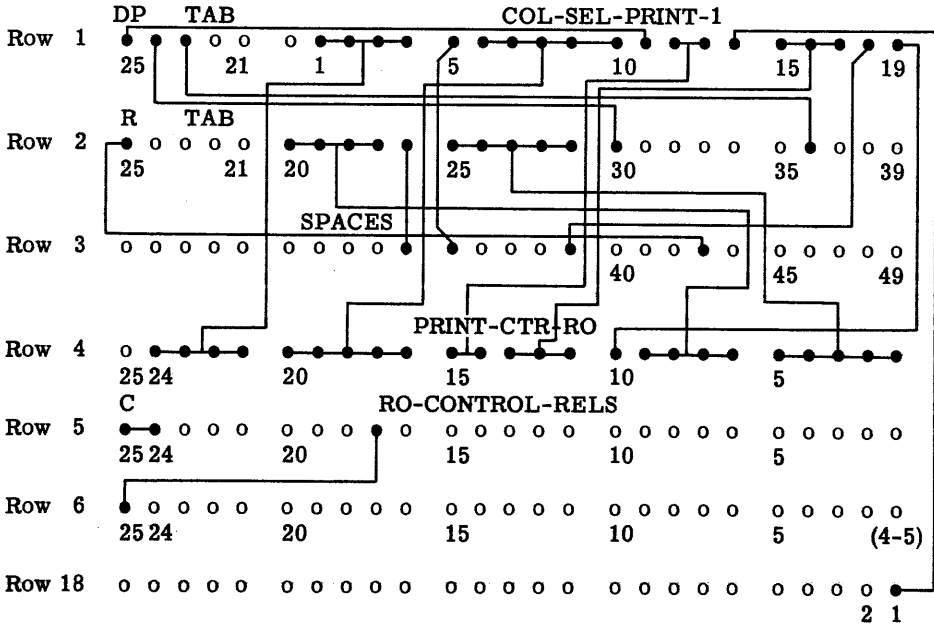 DP TAB COL-SEL-PRINT-1
Row 1
25 21 1 5 10 15 19
R TAB
Row 2
25 21 20 25 30 35 39
SPACES
Row 3
40 45 49
PRINT-CTR-RO
Row 4
25 24 20 15 10 5
C RO-CONTROL-RELS
Row 5
25 24 20 15 10 5
Row 6
25 24 20 15 10 5 (4-5)
Row 18
2 1